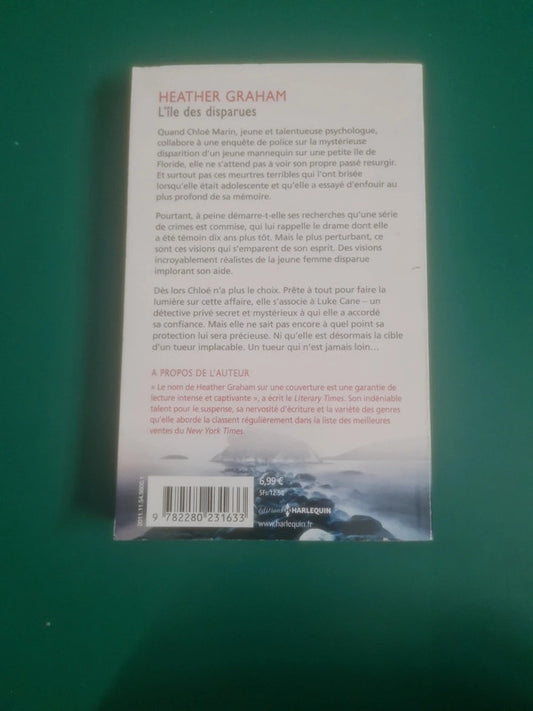 HEATHER GRAHAM
L'île des disparues
Quand Chloé Marin, jeune et talentueuse psychologue,
collabore à une enquête de police sur la mystérieuse
disparition d'un jeune mannequin sur une petite île de
Floride, elle ne s'attend pas à voir son propre passé resurgir.
Et surtout pas ces meurtres terribles qui l'ont brisée
lorsqu'elle était adolescente et qu'elle a essayé d'enfouir au
plus profond de sa mémoire.
Pourtant, à peine démarre-t-elle ses recherches qu'une série
de crimes est commise, qui lui rappelle le drame dont elle
a été témoin dix ans plus tôt. Mais le plus perturbant, ce
sont ces visions qui s'emparent de son esprit. Des visions
incroyablement réalistes de la jeune femme disparue
implorant son aide.
Dès lors Chloé n'a plus le choix. Prête à tout pour faire la
lumière sur cette affaire, elle s'associe à Luke Cane – un
détective privé secret et mystérieux à qui elle a accordé
sa confiance. Mais elle ne sait pas encore à quel point sa
protection lui sera précieuse. Ni qu'elle est désormais la cible
d'un tueur implacable. Un tueur qui n'est jamais loin...
A PROPOS DE L'AUTEUR
« Le nom de Heather Graham sur une couverture est une garantie de
lecture intense et captivante », a écrit le Literary Times. Son indéniable
talent pour le suspense, sa nervosité d'écriture et la variété des genres
qu'elle aborde la classent régulièrement dans la liste des meilleures
ventes du New York Times.
2011.11.54.5600.1
9 782280 231633
6,99 €
SFs/12.50
éditions HARLEQUIN
www.harlequin.fr